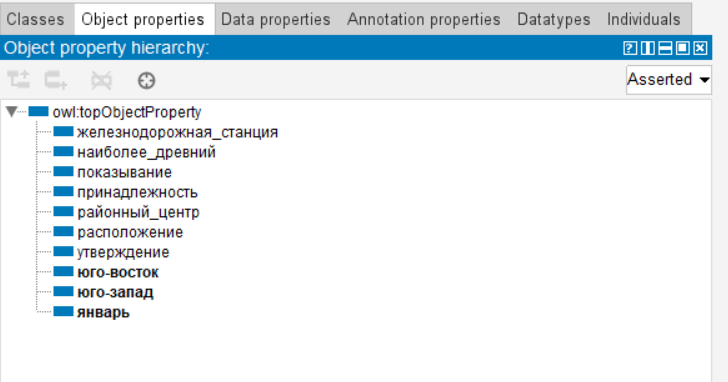 Classes Object properties Data properties Annotation properties Datatypes Individuals
Object property hierarchy:
Asserted
owl:topObjectProperty
железнодорожная_станция
наиболее_древний
показывание
принадлежность
районный_центр
расположение
утверждение
юго-восток
юго-запад
январь